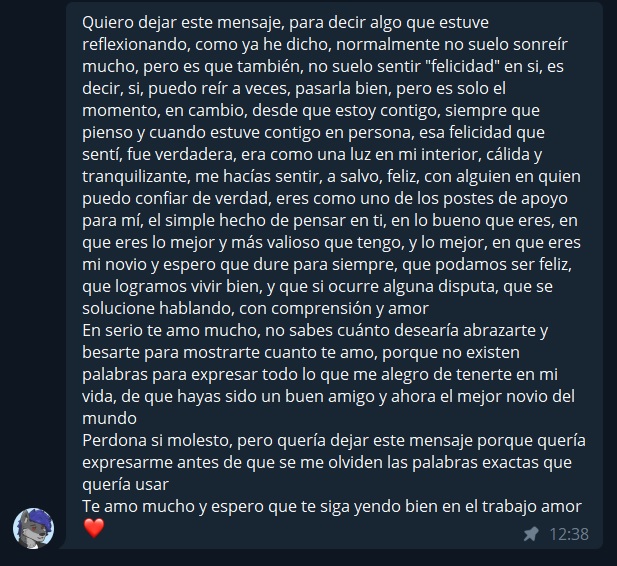 Quiero dejar este mensaje, para decir algo que estuve
reflexionando, como ya he dicho, normalmente no suelo sonreír
mucho, pero es que también, no suelo sentir "felicidad" en si, es
decir, si, puedo reír a veces, pasarla bien, pero es solo el
momento, en cambio, desde que estoy contigo, siempre que
pienso y cuando estuve contigo en persona, esa felicidad que
sentí, fue verdadera, era como una luz en mi interior, cálida y
tranquilizante, me hacías sentir, a salvo, feliz, con alguien en quien
puedo confiar de verdad, eres como uno de los postes de apoyo
para mí, el simple hecho de pensar en ti, en lo bueno que eres, en
que eres lo mejor y más valioso que tengo, y lo mejor, en que eres
mi novio y espero que dure para siempre, que podamos ser feliz,
que logramos vivir bien, y que si ocurre alguna disputa, que se
solucione hablando, con comprensión y amor
En serio te amo mucho, no sabes cuánto desearía abrazarte y
besarte para mostrarte cuanto te amo, porque no existen
palabras para expresar todo lo que me alegro de tenerte en mi
vida, de que hayas sido un buen amigo y ahora el mejor novio del
mundo
Perdona si molesto, pero quería dejar este mensaje porque quería
expresarme antes de que se me olviden las palabras exactas que
quería usar
Te amo mucho y espero que te siga yendo bien en el trabajo amor
❤️
12:38